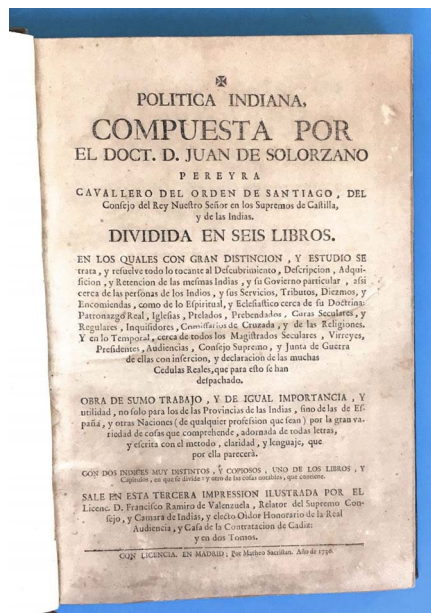 ✠
POLITICA INDIANA,
COMPUESTA POR
EL DOCT. D. JUAN DE SOLORZANO
PEREYRA
CAVALLERO DEL ORDEN DE SANTIAGO, DEL
Conſejo del Rey Nueſtro Señor en los Supremos de Caſtilla,
y de las Indias.
DIVIDIDA EN SEIS LIBROS.
EN LOS QUALES CON GRAN DISTINCION, Y ESTUDIO SE
trata, y reſuelve todo lo tocante al Deſcubrimiento, Deſcripcion, Adqui-
ſicion, y Retencion de las meſmas Indias, y ſu Govierno particular, aſsi
cerca de las perſonas de los Indios, y ſus Servicios, Tributos, Diezmos, y
Encomiendas, como de lo Eſpiritual, y Ecleſiaſtico cerca de ſu Doctrina:
Patronazgo Real, Igleſias, Prelados, Prebendados, Curas Seculares, y
Regulares, Inquiſidores, Commiſſarios de Cruzada, y de las Religiones.
Y en lo Temporal, cerca de todos los Magiſtrados Seculares, Virreyes,
Preſidentes, Audiencias, Conſejo Supremo, y Junta de Guerra
de ellas con inſercion, y declaracion de las muchas
Cedulas Reales, que para eſto ſe han
deſpachado.
OBRA DE SUMO TRABAJO, Y DE IGUAL IMPORTANCIA, Y
utilidad, no ſolo para los de las Provincias de las Indias, ſino de las de Eſ-
paña, y otras Naciones (de qualquier profeſsion que ſean) por la gran va-
riedad de coſas que comprehende, adornada de todas letras,
y eſcrita con el metodo, claridad, y lenguaje, que
por ella parecerà.
CON DOS INDICES MUY DISTINTOS, Y COPIOSOS, UNO DE LOS LIBROS, Y
Capitulos, en que ſe divide: y otro de las coſas notables, que contiene.
SALE EN ESTA TERCERA IMPRESSION ILUSTRADA POR EL
Licenc. D. Franciſco Ramiro de Valenzuela, Relator del Supremo Con-
ſejo, y Camara de Indias, y electo Oidor Honorario de la Real
Audiencia, y Caſa de la Contratacion de Cadiz:
y en dos Tomos.
CON LICENCIA. EN MADRID: Por Matheo Sacriſtan. Año de 1736.